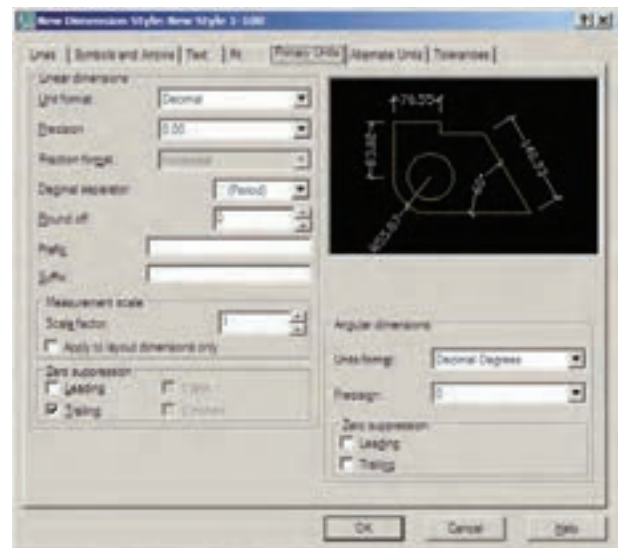 New Dimension Style: New Style 1-100
Lines Symbols and Arrows Text Fit Primary Units Alternate Units Tolerances
Linear dimensions
Unit format: Decimal
Precision 0.00
Fraction format: Horizontal
Decimal separator: '.' (Period)
Round off: 0
Prefix:
Suffix:
Measurement scale
Scale factor: 1
Apply to layout dimensions only
Zero suppression
Leading
Trailing
Angular dimensions
Units format: Decimal Degrees
Precision: 0
Zero suppression
Leading
Trailing
OK Cancel Help